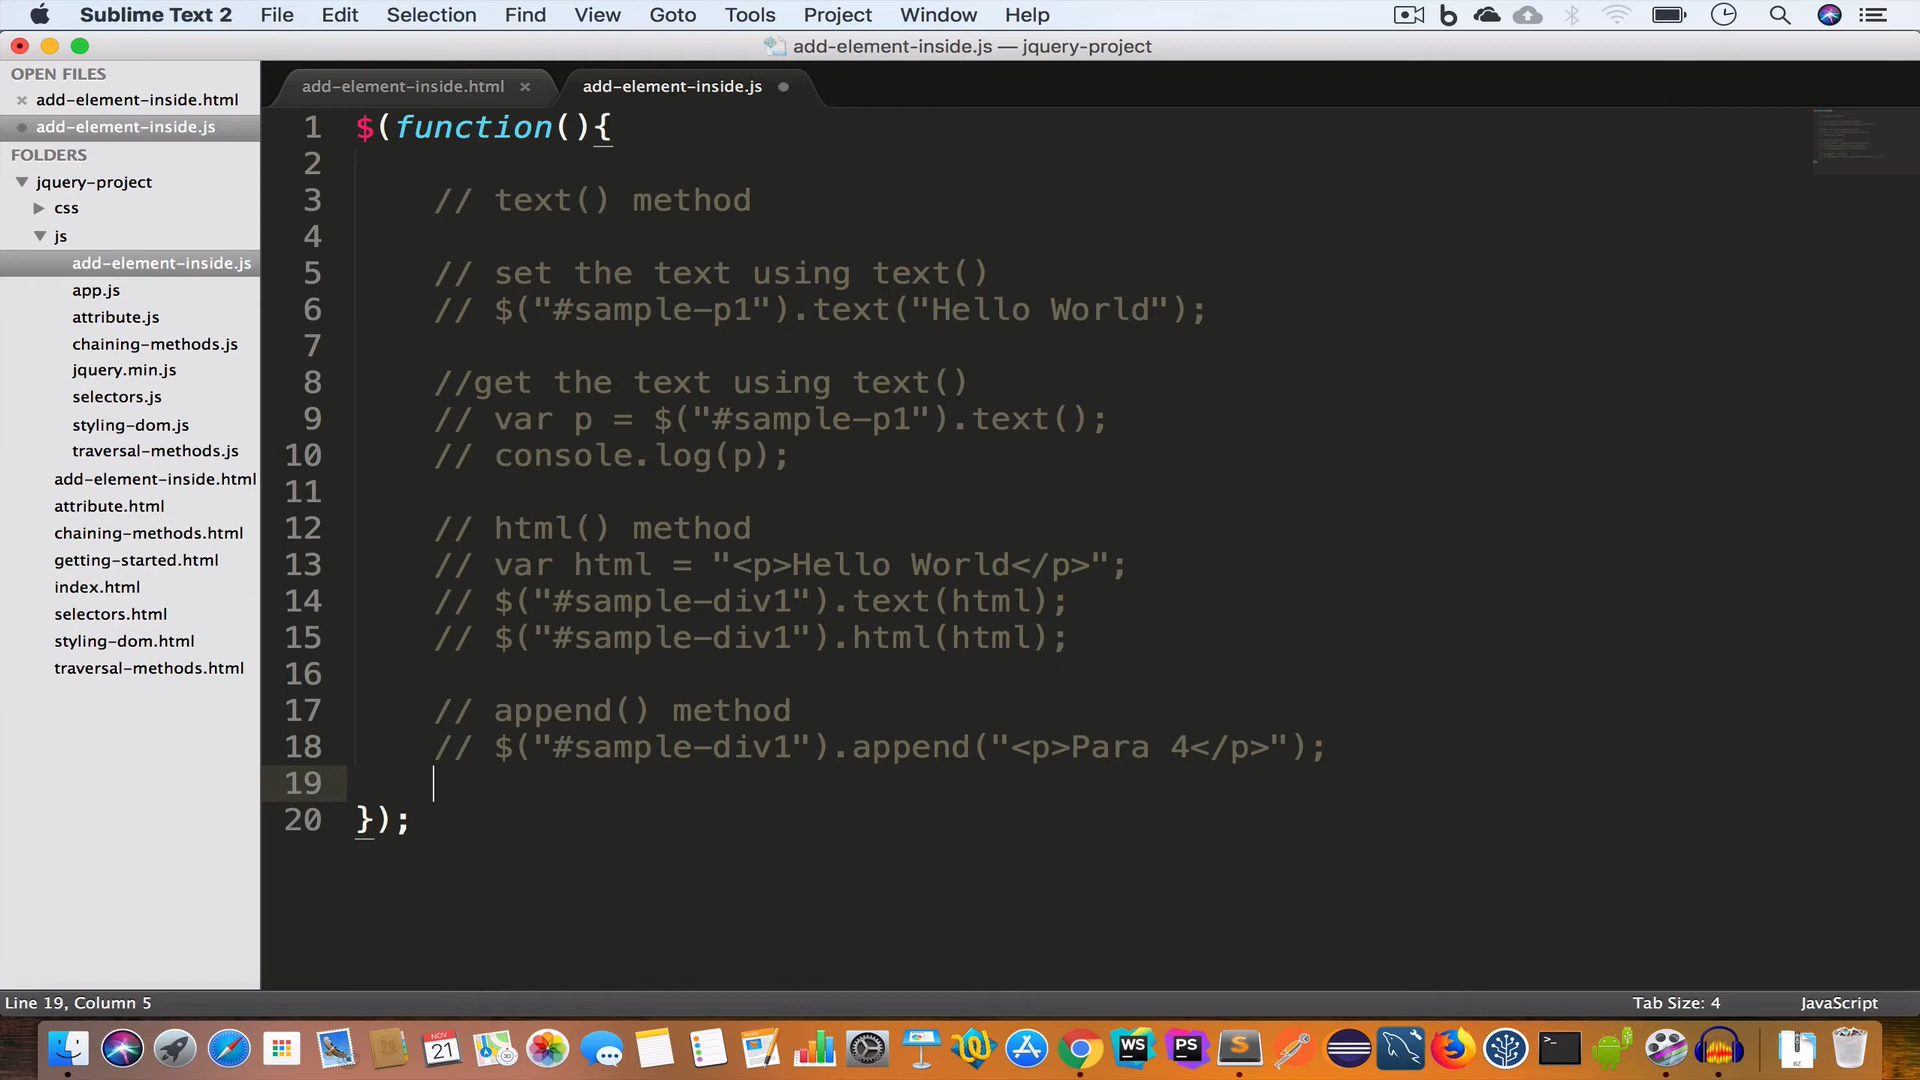 Sublime Text 2 File Edit Selection Find View Goto Tools Project Window Help
add-element-inside.js — jquery-project
OPEN FILES
add-element-inside.html
add-element-inside.js
FOLDERS
jquery-project
css
js
add-element-inside.js
app.js
attribute.js
chaining-methods.js
jquery.min.js
selectors.js
styling-dom.js
traversal-methods.js
add-element-inside.html
attribute.html
chaining-methods.html
getting-started.html
index.html
selectors.html
styling-dom.html
traversal-methods.html
add-element-inside.html add-element-inside.js
1 $(function(){
2
3 // text() method
4
5 // set the text using text()
6 // $("#sample-p1").text("Hello World");
7
8 //get the text using text()
9 // var p = $("#sample-p1").text();
10 // console.log(p);
11
12 // html() method
13 // var html = "<p>Hello World</p>";
14 // $("#sample-div1").text(html);
15 // $("#sample-div1").html(html);
16
17 // append() method
18 // $("#sample-div1").append("<p>Para 4</p>");
19
20 });
Line 19, Column 5 Tab Size: 4 JavaScript
NOV
21
3D
WS
PS
S
>_
BZ